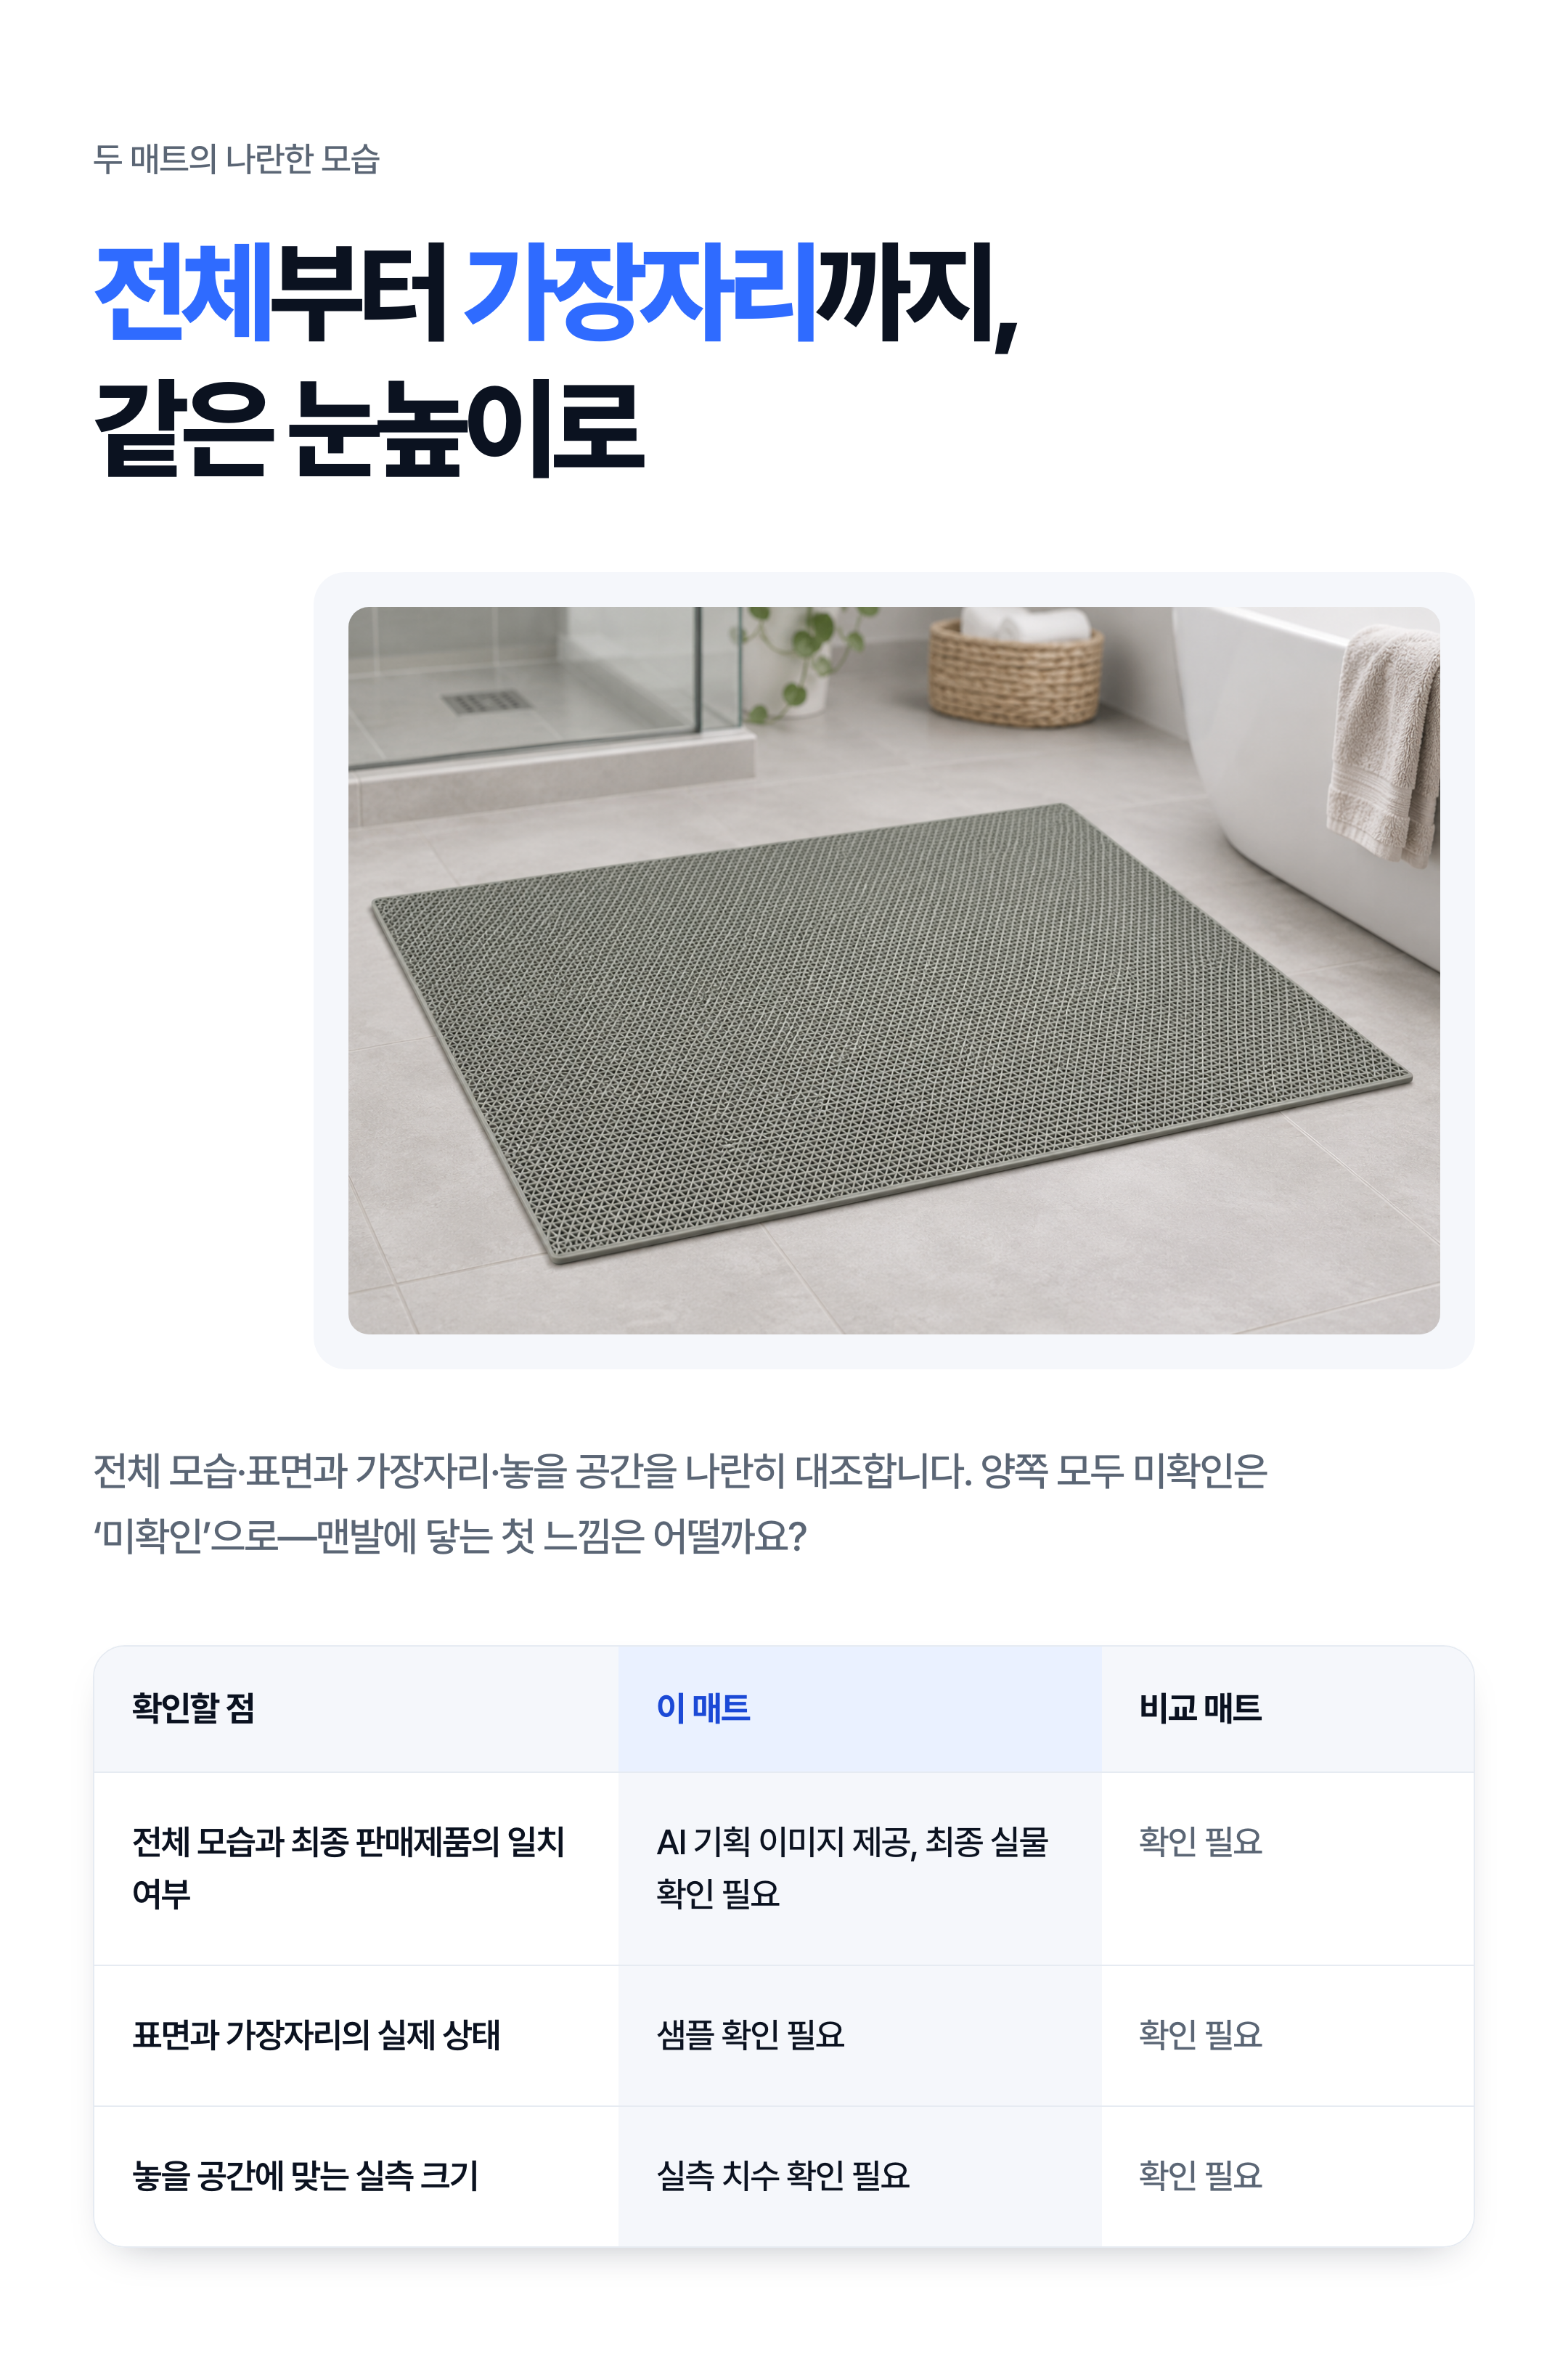 두 매트의 나란한 모습
전체부터 가장자리까지,
같은 눈높이로
전체 모습·표면과 가장자리·놓을 공간을 나란히 대조합니다. 양쪽 모두 미확인은
‘미확인’으로—맨발에 닿는 첫 느낌은 어떨까요?
확인할 점
이 매트
비교 매트
전체 모습과 최종 판매제품의 일치
여부
AI 기획 이미지 제공, 최종 실물
확인 필요
확인 필요
표면과 가장자리의 실제 상태
샘플 확인 필요
확인 필요
놓을 공간에 맞는 실측 크기
실측 치수 확인 필요
확인 필요